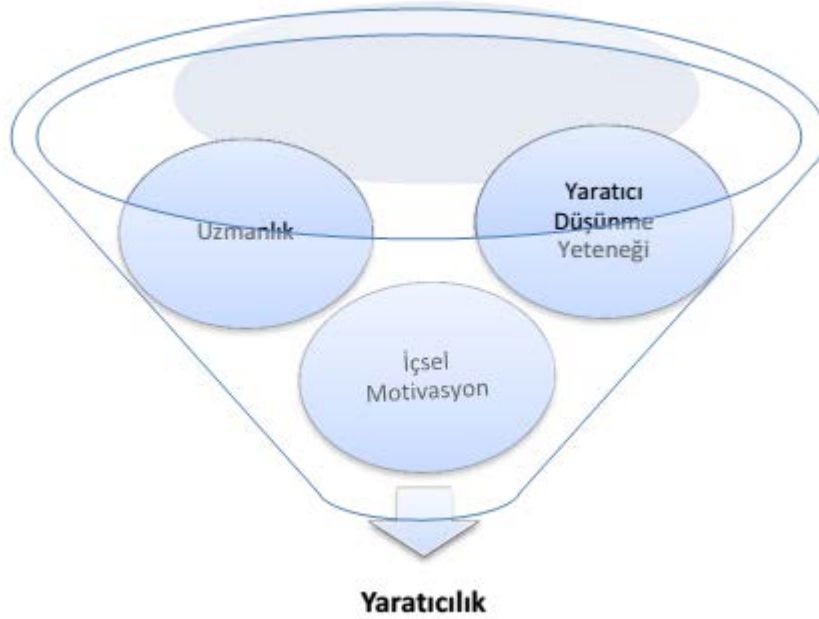 Uzmanlık
Yaratıcı
Düşünme
Yeteneği
İçsel
Motivasyon
Yaratıcılık